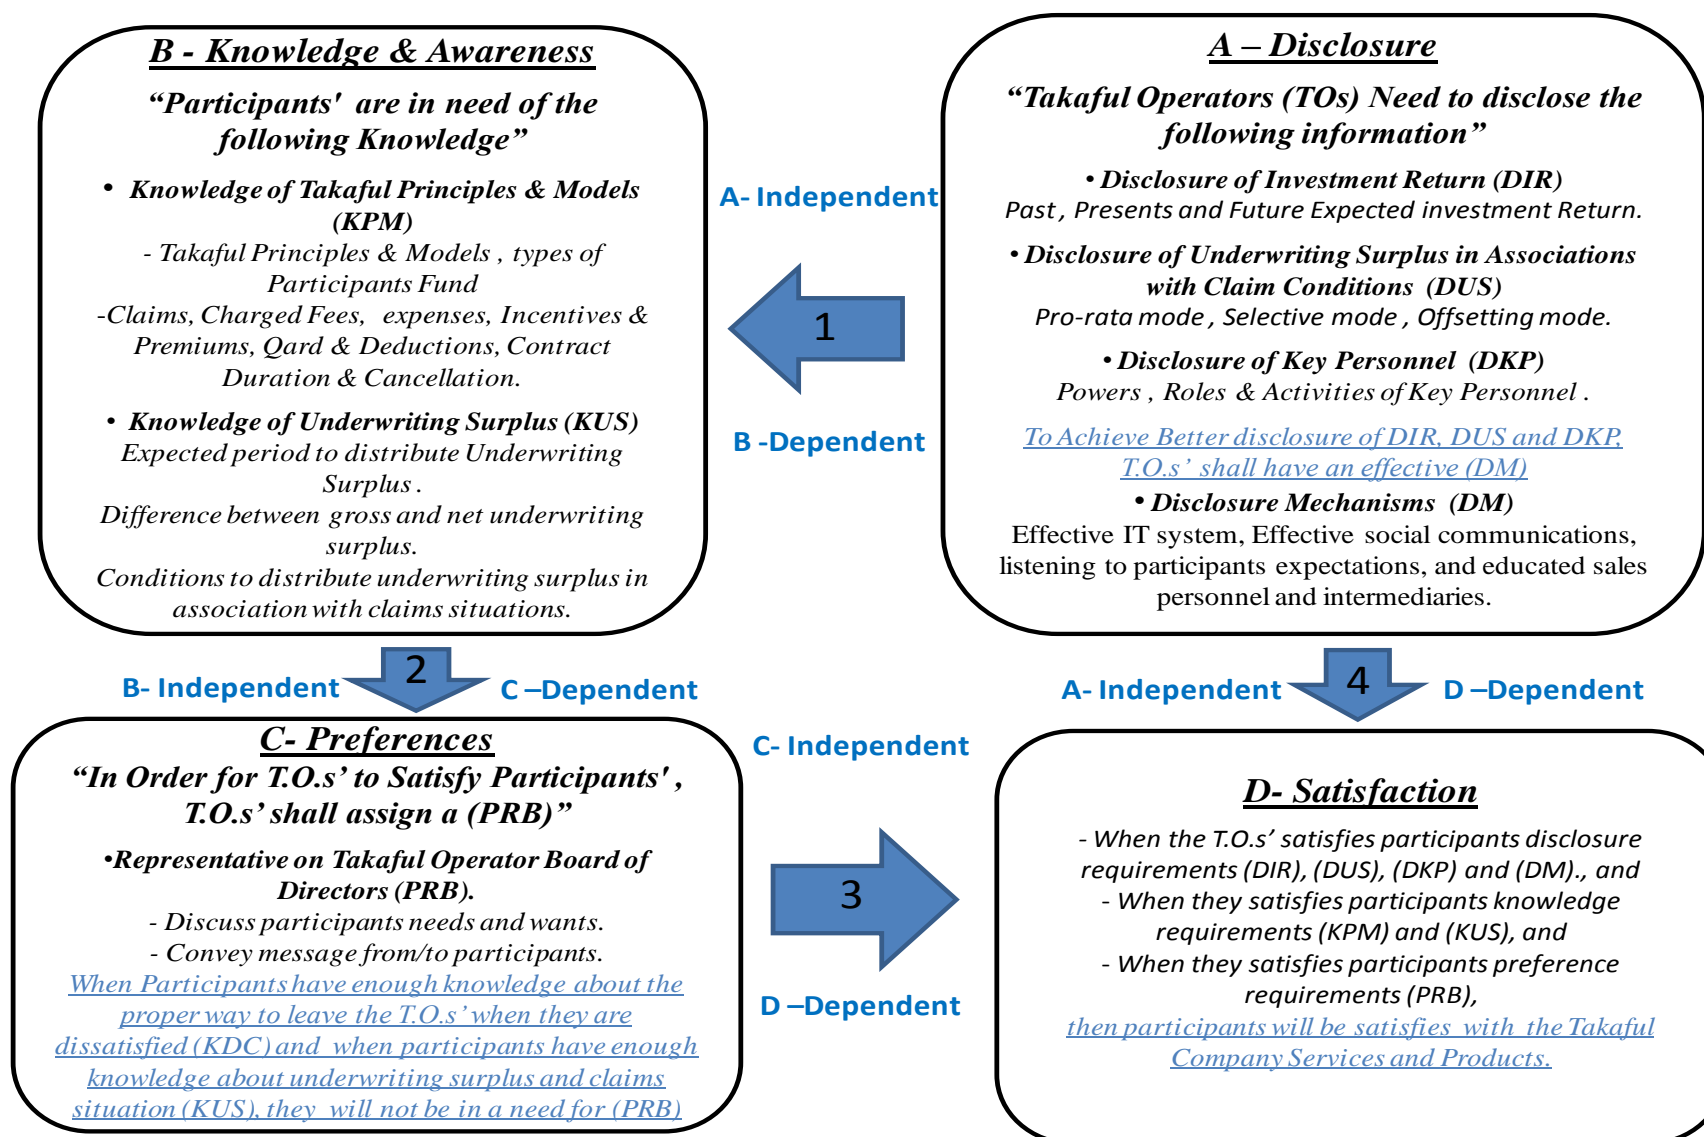 B - Knowledge & Awareness
“Participants' are in need of the
following Knowledge”
• Knowledge of Takaful Principles & Models
(KPM)
- Takaful Principles & Models , types of
Participants Fund
-Claims, Charged Fees, expenses, Incentives &
Premiums, Qard & Deductions, Contract
Duration & Cancellation.
• Knowledge of Underwriting Surplus (KUS)
Expected period to distribute Underwriting
Surplus .
Difference between gross and net underwriting
surplus.
Conditions to distribute underwriting surplus in
association with claims situations.
A- Independent
1
B -Dependent
A – Disclosure
“Takaful Operators (TOs) Need to disclose the
following information”
• Disclosure of Investment Return (DIR)
Past , Presents and Future Expected investment Return.
• Disclosure of Underwriting Surplus in Associations
with Claim Conditions (DUS)
Pro-rata mode , Selective mode , Offsetting mode.
• Disclosure of Key Personnel (DKP)
Powers , Roles & Activities of Key Personnel .
To Achieve Better disclosure of DIR, DUS and DKP,
T.O.s’ shall have an effective (DM)
• Disclosure Mechanisms (DM)
Effective IT system, Effective social communications,
listening to participants expectations, and educated sales
personnel and intermediaries.
B- Independent
2
C –Dependent
A- Independent
4
D –Dependent
C- Preferences
“In Order for T.O.s’ to Satisfy Participants' ,
T.O.s’ shall assign a (PRB)”
•Representative on Takaful Operator Board of
Directors (PRB).
- Discuss participants needs and wants.
- Convey message from/to participants.
When Participants have enough knowledge about the
proper way to leave the T.O.s’ when they are
dissatisfied (KDC) and when participants have enough
knowledge about underwriting surplus and claims
situation (KUS), they will not be in a need for (PRB)
C- Independent
3
D –Dependent
D- Satisfaction
- When the T.O.s’ satisfies participants disclosure
requirements (DIR), (DUS), (DKP) and (DM)., and
- When they satisfies participants knowledge
requirements (KPM) and (KUS), and
- When they satisfies participants preference
requirements (PRB),
then participants will be satisfies with the Takaful
Company Services and Products.